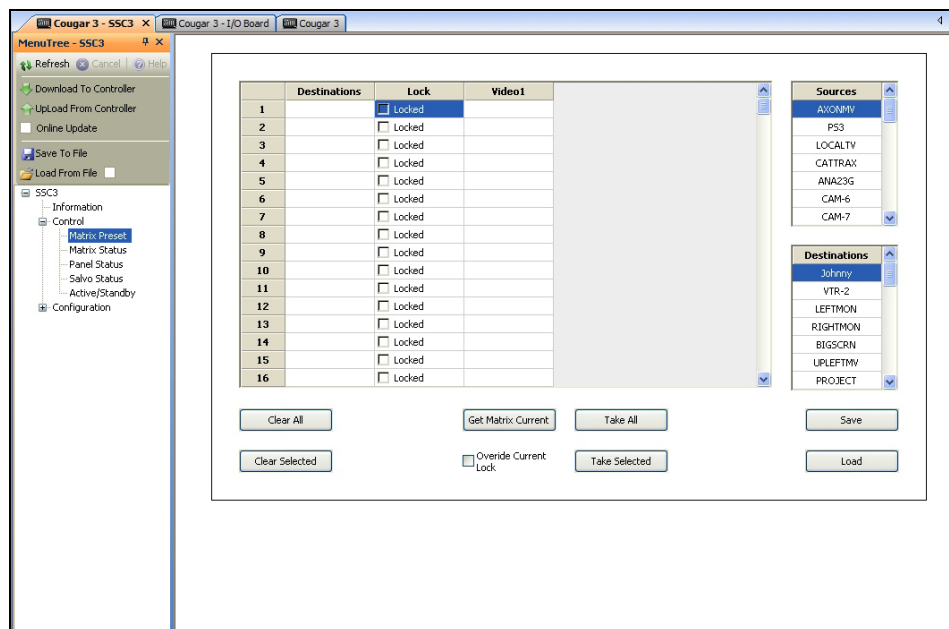 Cougar 3 - SSC3 X Cougar 3 - I/O Board Cougar 3
MenuTree - SSC3
Refresh Cancel Help
Download To Controller
UpLoad From Controller
Online Update
Save To File
Load From File
SSC3
Information
Control
Matrix Preset
Matrix Status
Panel Status
Salvo Status
Active/Standby
Configuration
Destinations Lock Video1
1 Locked
2 Locked
3 Locked
4 Locked
5 Locked
6 Locked
7 Locked
8 Locked
9 Locked
10 Locked
11 Locked
12 Locked
13 Locked
14 Locked
15 Locked
16 Locked
Sources
AXONMV
PS3
LOCALTV
CATTRAX
ANA23G
CAM-6
CAM-7
Destinations
Johnny
VTR-2
LEFTMON
RIGHTMON
BIGSCRN
UPLEFTMV
PROJECT
Clear All Get Matrix Current Take All Save
Clear Selected Overide Current
Lock Take Selected Load